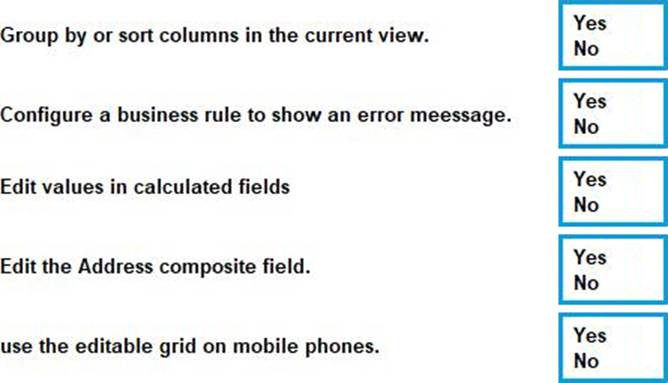 Group by or sort columns in the current view.
Yes
No
Configure a business rule to show an error meessage.
Yes
No
Edit values in calculated fields
Yes
No
Edit the Address composite field.
Yes
No
use the editable grid on mobile phones.
Yes
No